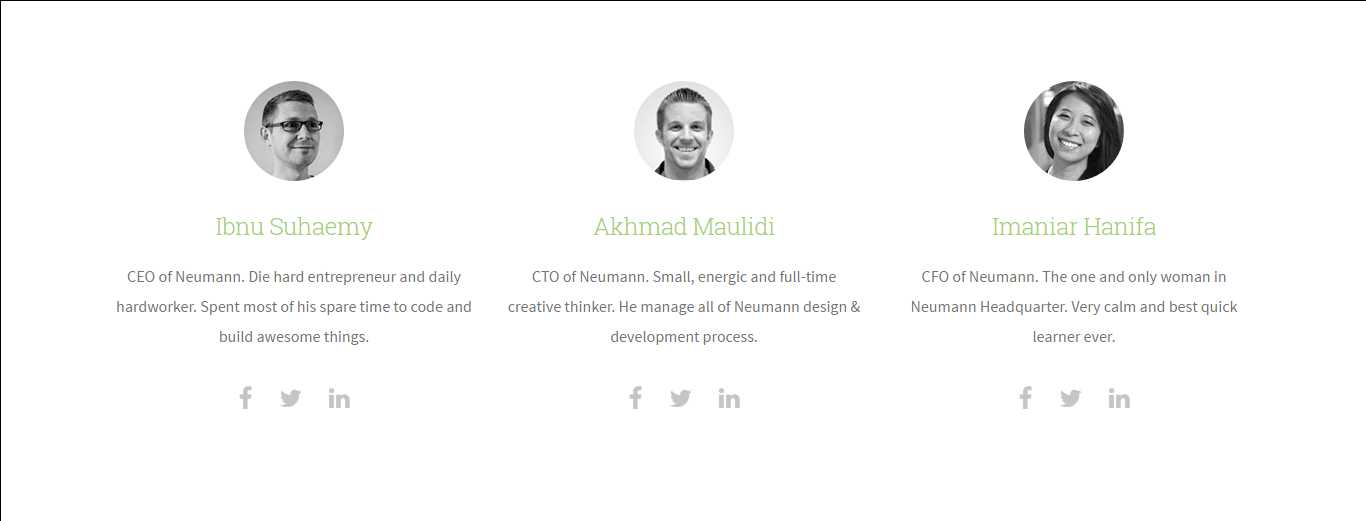 Ibnu Suhaemy
CEO of Neumann. Die hard entrepreneur and daily
hardworker. Spent most of his spare time to code and
build awesome things.
Akhmad Maulidi
CTO of Neumann. Small, energic and full-time
creative thinker. He manage all of Neumann design &
development process.
Imaniar Hanifa
CFO of Neumann. The one and only woman in
Neumann Headquarter. Very calm and best quick
learner ever.